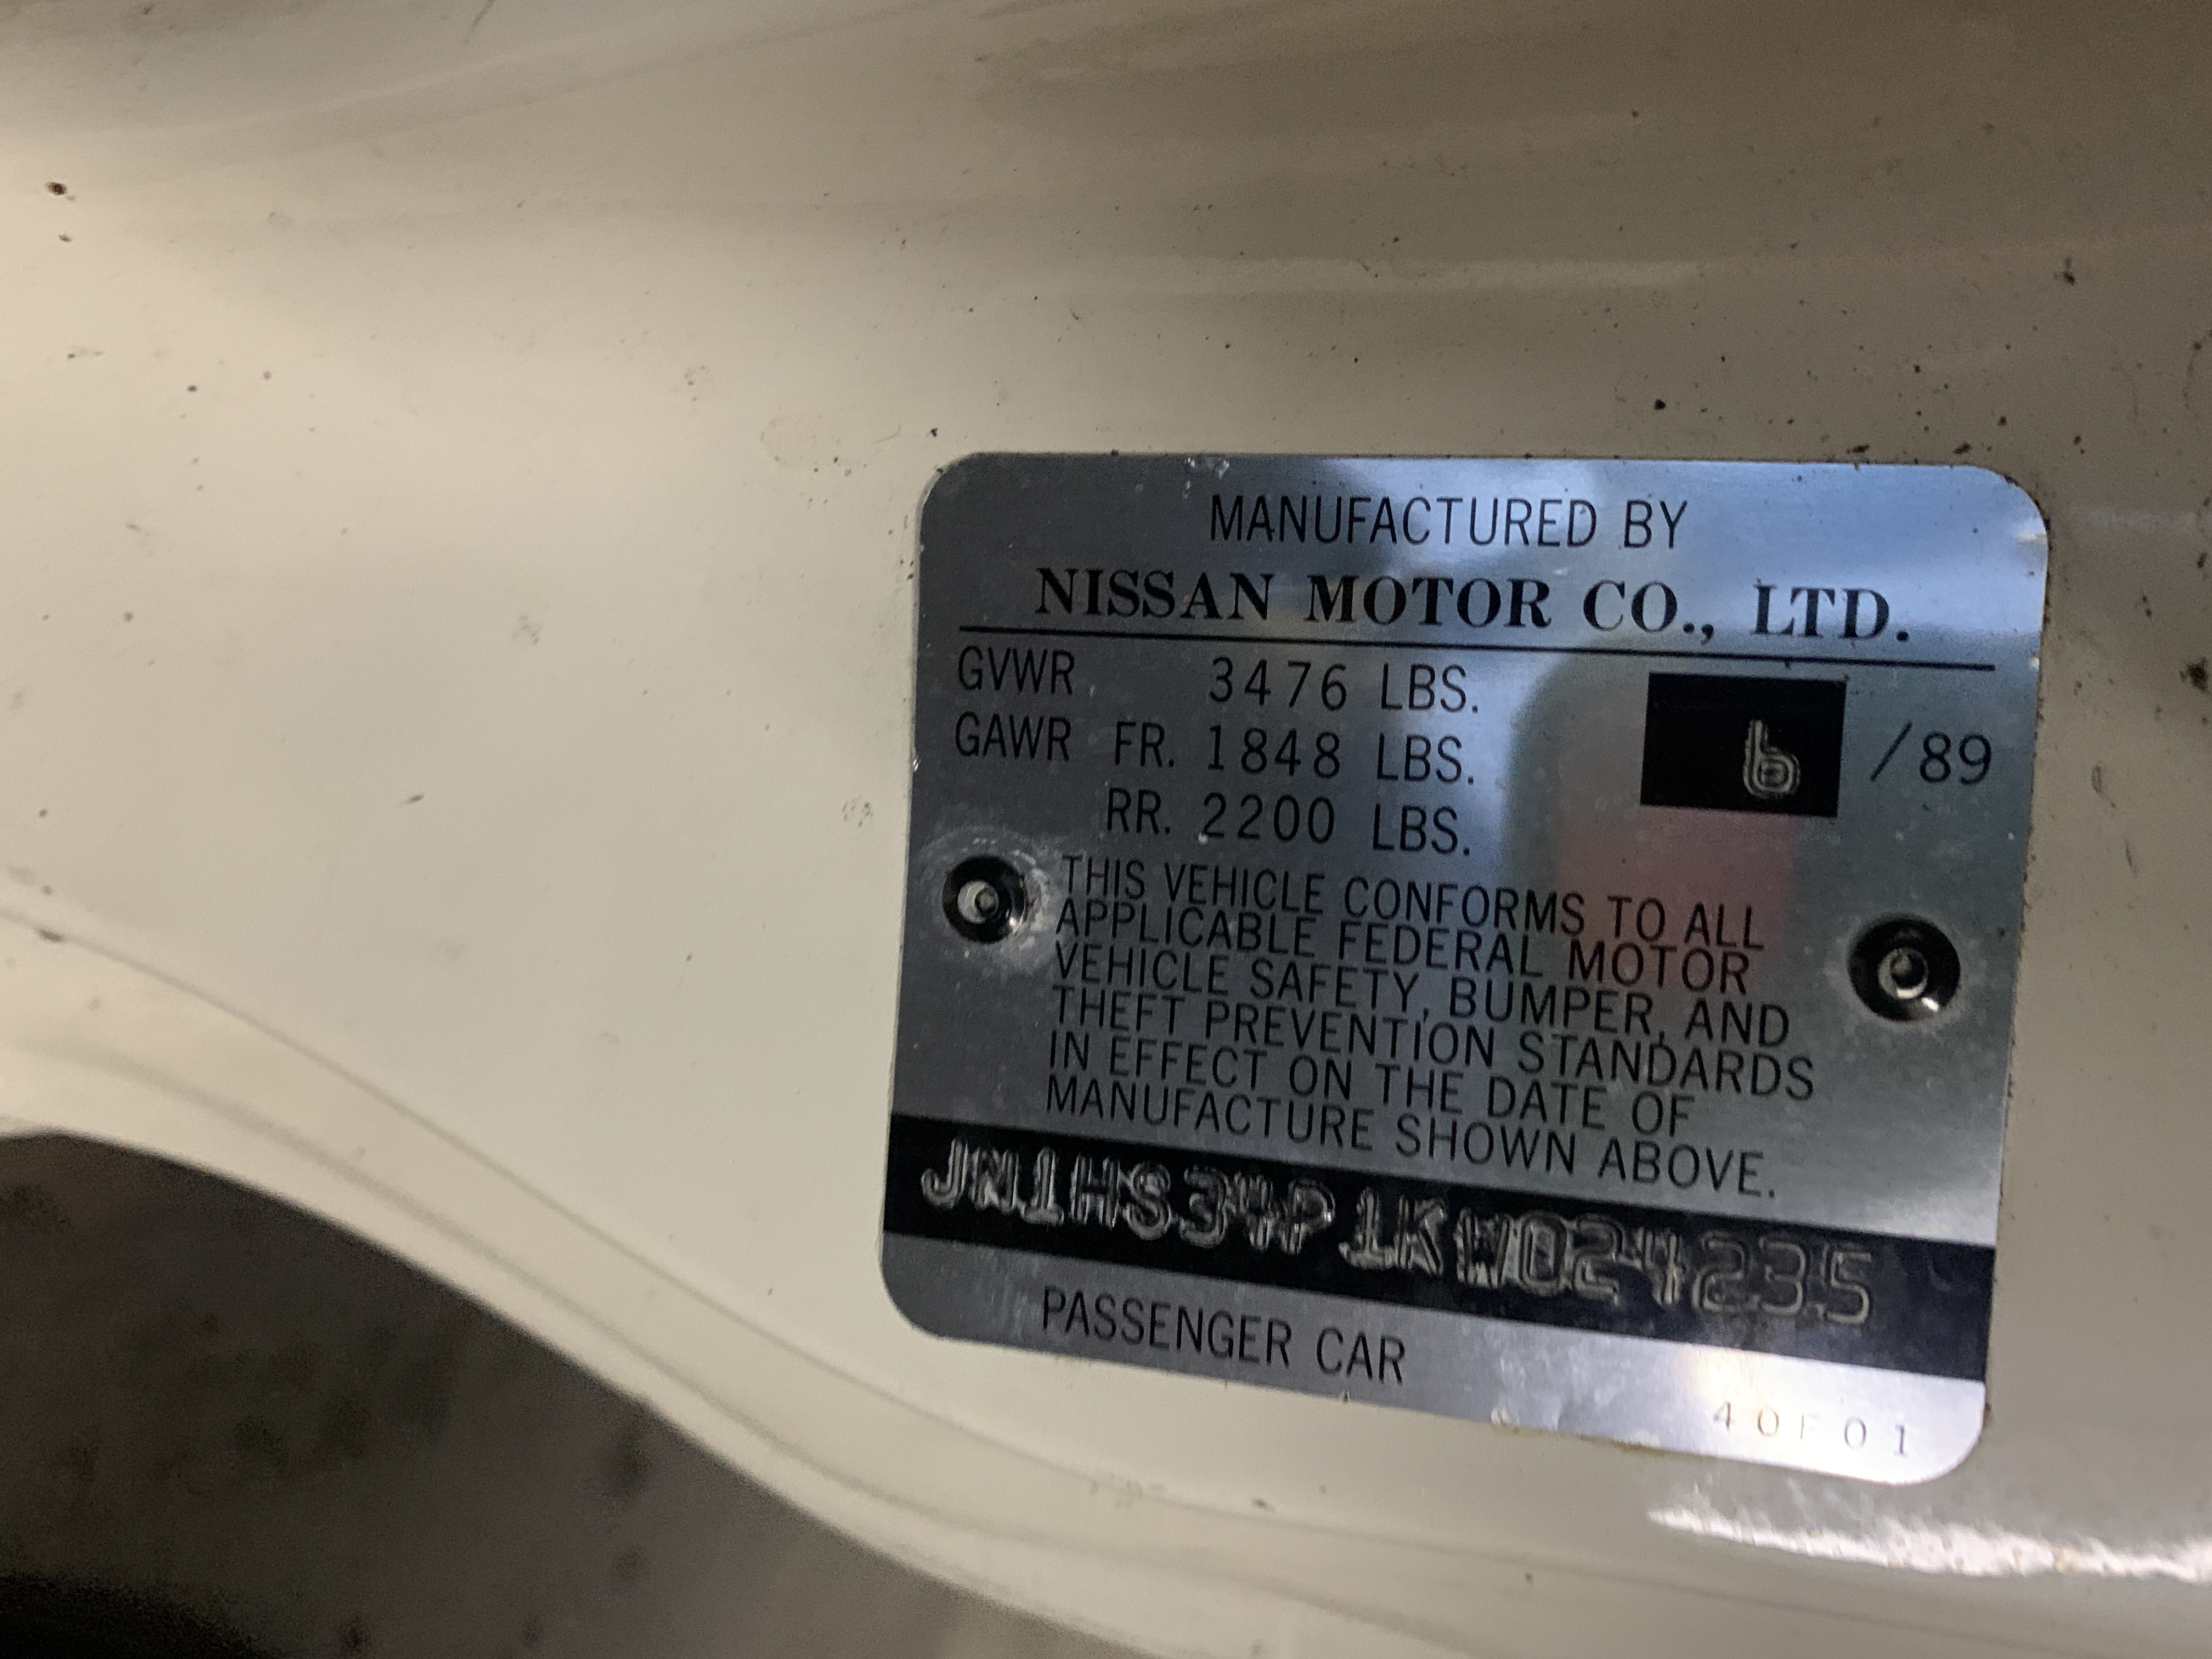 MANUFACTURED BY
NISSAN MOTOR CO., LTD.
GVWR 3476 LBS.
6 /89
GAWR FR. 1848 LBS.
RR. 2200 LBS.
THIS VEHICLE CONFORMS TO ALL
APPLICABLE FEDERAL MOTOR
VEHICLE SAFETY, BUMPER, AND
THEFT PREVENTION STANDARDS
IN EFFECT ON THE DATE OF
MANUFACTURE SHOWN ABOVE.
JN1HS34P1KW024235
PASSENGER CAR
40F01